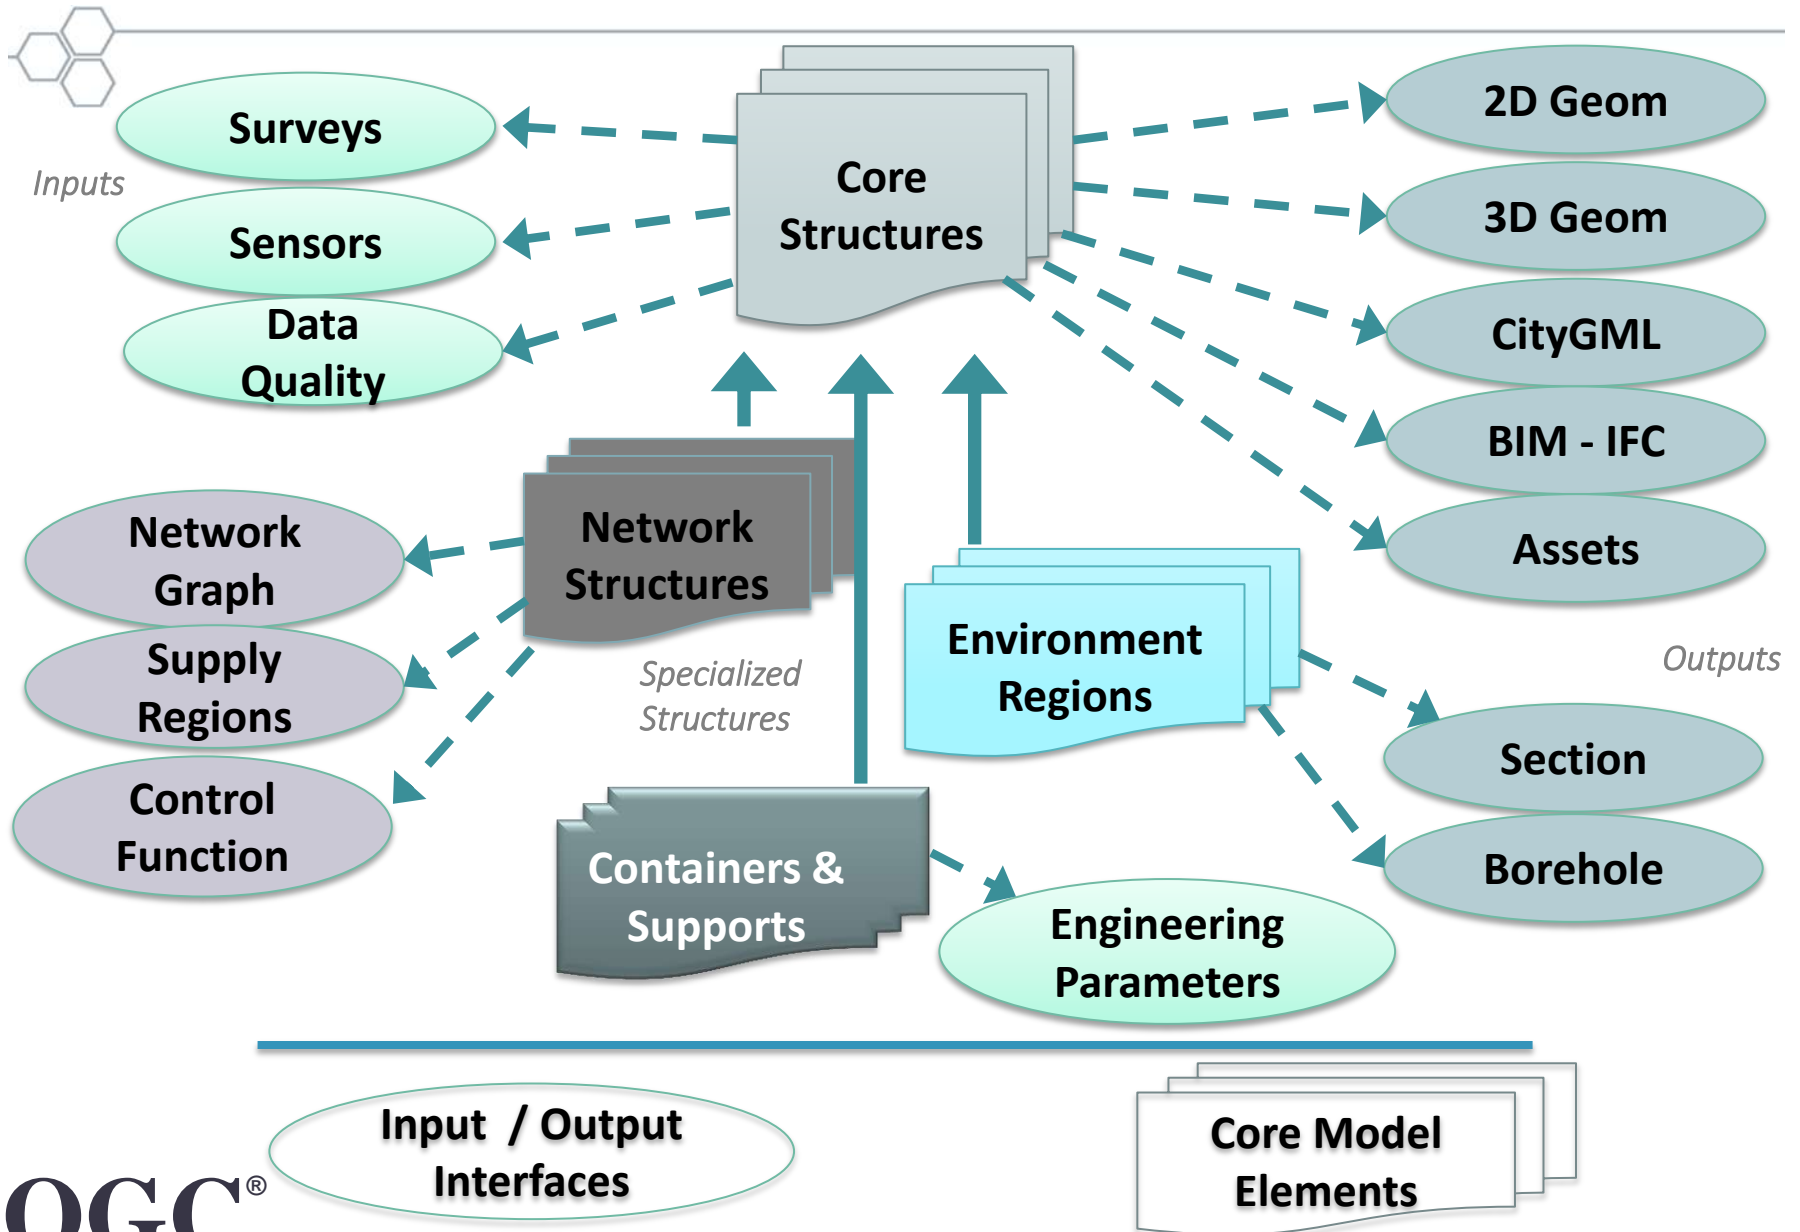 Surveys
Inputs
Sensors
Data
Quality
Core
Structures
2D Geom
3D Geom
CityGML
BIM - IFC
Assets
Outputs
Network
Graph
Supply
Regions
Control
Function
Network
Structures
Specialized
Structures
Environment
Regions
Section
Borehole
Containers &
Supports
Engineering
Parameters
Input / Output
Interfaces
Core Model
Elements
OGC®